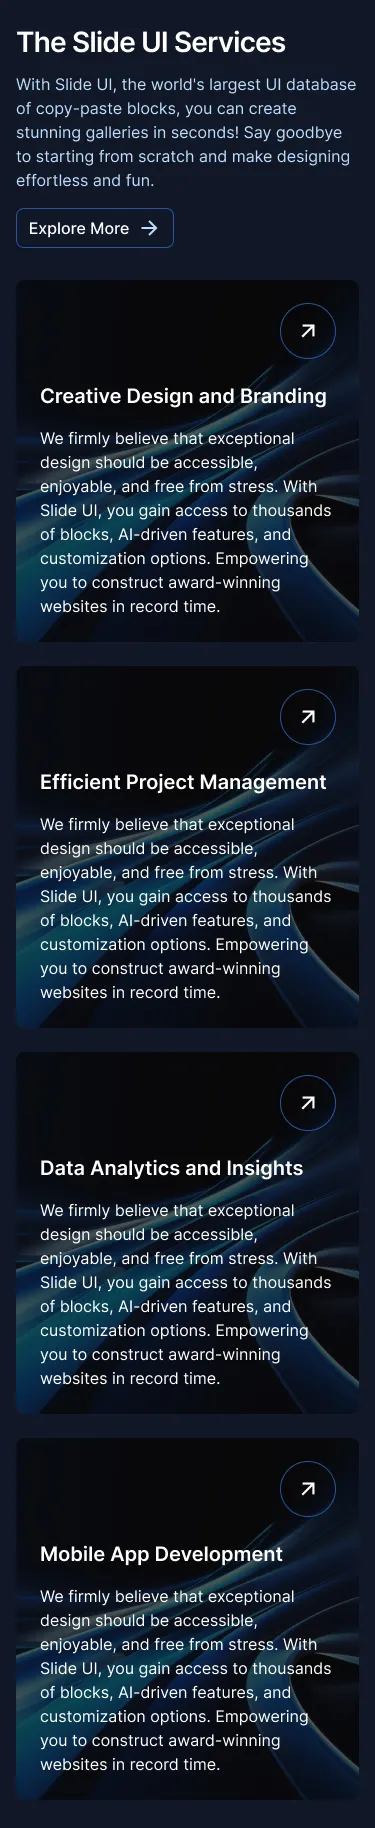 The Slide UI Services
With Slide UI, the world's largest UI database
of copy-paste blocks, you can create
stunning galleries in seconds! Say goodbye
to starting from scratch and make designing
effortless and fun.
Explore More
Creative Design and Branding
We firmly believe that exceptional
design should be accessible,
enjoyable, and free from stress. With
Slide UI, you gain access to thousands
of blocks, AI-driven features, and
customization options. Empowering
you to construct award-winning
websites in record time.
Efficient Project Management
We firmly believe that exceptional
design should be accessible,
enjoyable, and free from stress. With
Slide UI, you gain access to thousands
of blocks, AI-driven features, and
customization options. Empowering
you to construct award-winning
websites in record time.
Data Analytics and Insights
We firmly believe that exceptional
design should be accessible,
enjoyable, and free from stress. With
Slide UI, you gain access to thousands
of blocks, AI-driven features, and
customization options. Empowering
you to construct award-winning
websites in record time.
Mobile App Development
We firmly believe that exceptional
design should be accessible,
enjoyable, and free from stress. With
Slide UI, you gain access to thousands
of blocks, AI-driven features, and
customization options. Empowering
you to construct award-winning
websites in record time.